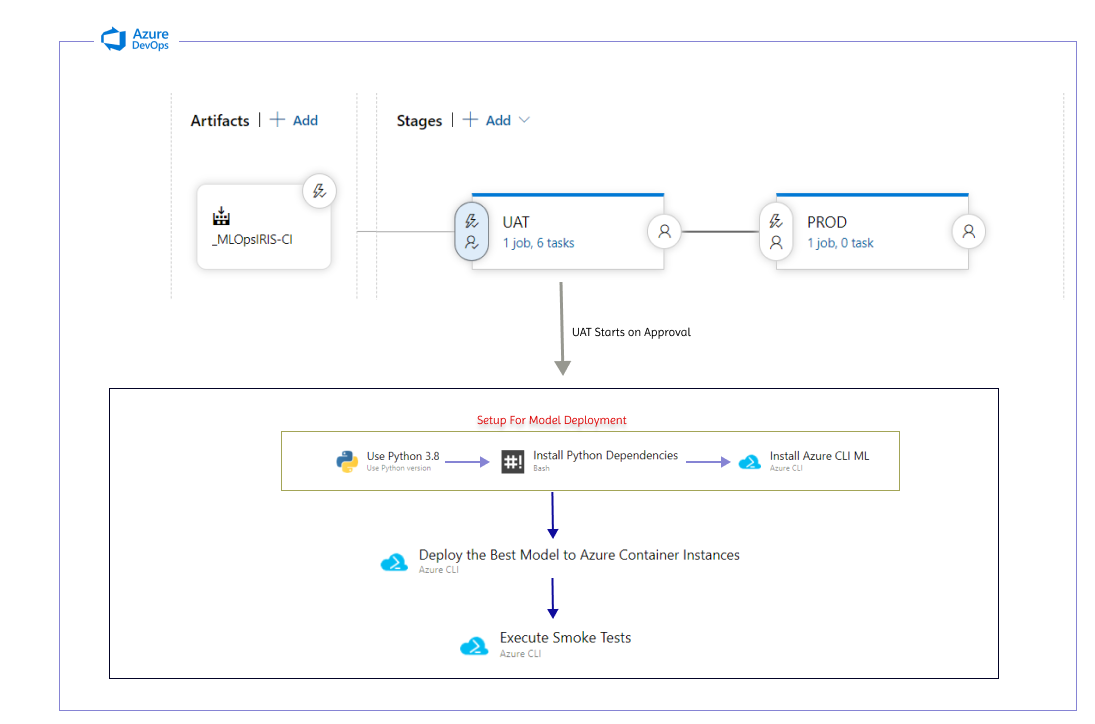 Azure
DevOps
Artifacts | + Add
Stages | + Add
_MLOpsIRIS-CI
UAT
1 job, 6 tasks
PROD
1 job, 0 task
UAT Starts on Approval
Setup For Model Deployment
Use Python 3.8
Use Python version
#!
Install Python Dependencies
Bash
Install Azure CLI ML
Azure CLI
Deploy the Best Model to Azure Container Instances
Azure CLI
Execute Smoke Tests
Azure CLI